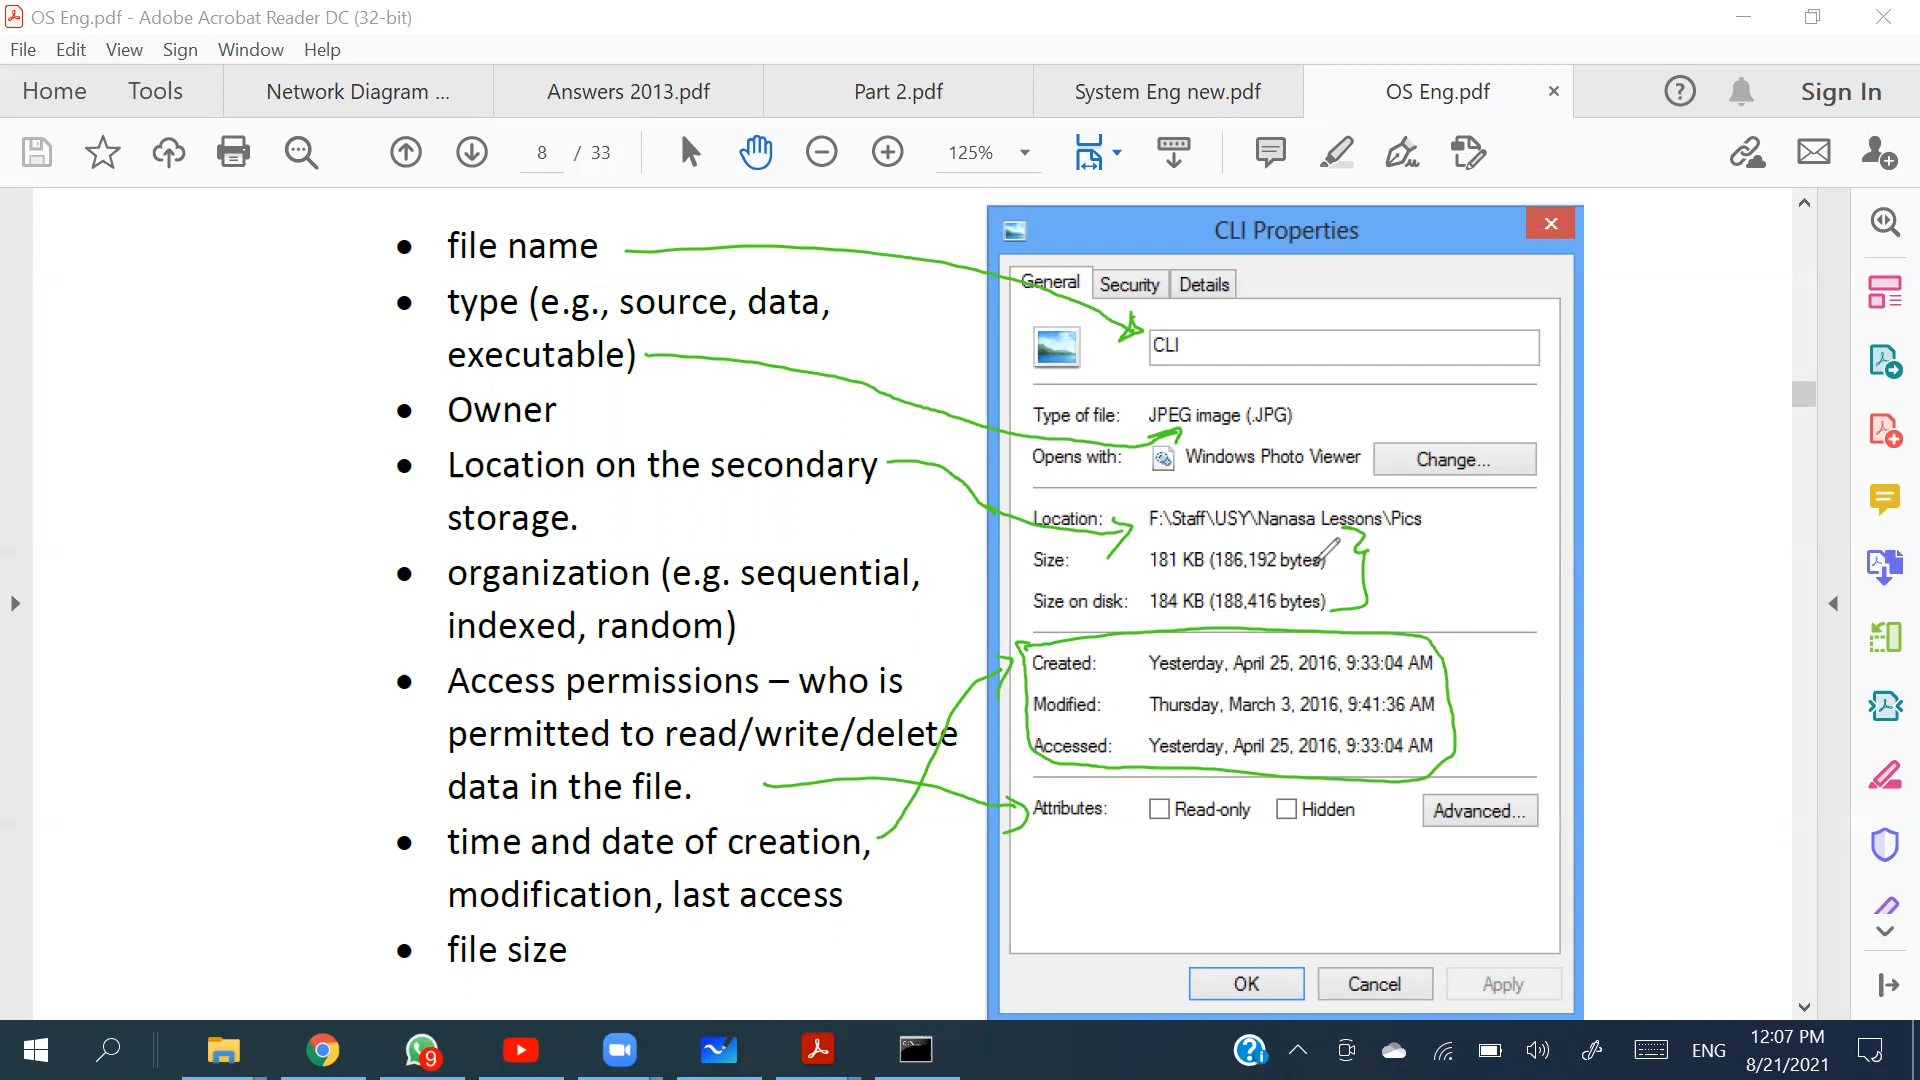 OS Eng.pdf - Adobe Acrobat Reader DC (32-bit)
File Edit View Sign Window Help
Home Tools Network Diagram ... Answers 2013.pdf Part 2.pdf System Eng new.pdf OS Eng.pdf × Sign In
8 / 33 125%
• file name
• type (e.g., source, data,
executable)
• Owner
• Location on the secondary
storage.
• organization (e.g. sequential,
indexed, random)
• Access permissions – who is
permitted to read/write/delete
data in the file.
• time and date of creation,
modification, last access
• file size
CLI Properties
General Security Details
CLI
Type of file: JPEG image (.JPG)
Opens with: Windows Photo Viewer Change...
Location: F:\Staff\USY\Nanasa Lessons\Pics
Size: 181 KB (186,192 bytes)
Size on disk: 184 KB (188,416 bytes)
Created: Yesterday, April 25, 2016, 9:33:04 AM
Modified: Thursday, March 3, 2016, 9:41:36 AM
Accessed: Yesterday, April 25, 2016, 9:33:04 AM
Attributes: Read-only Hidden Advanced...
OK Cancel Apply
9
ENG
12:07 PM
8/21/2021